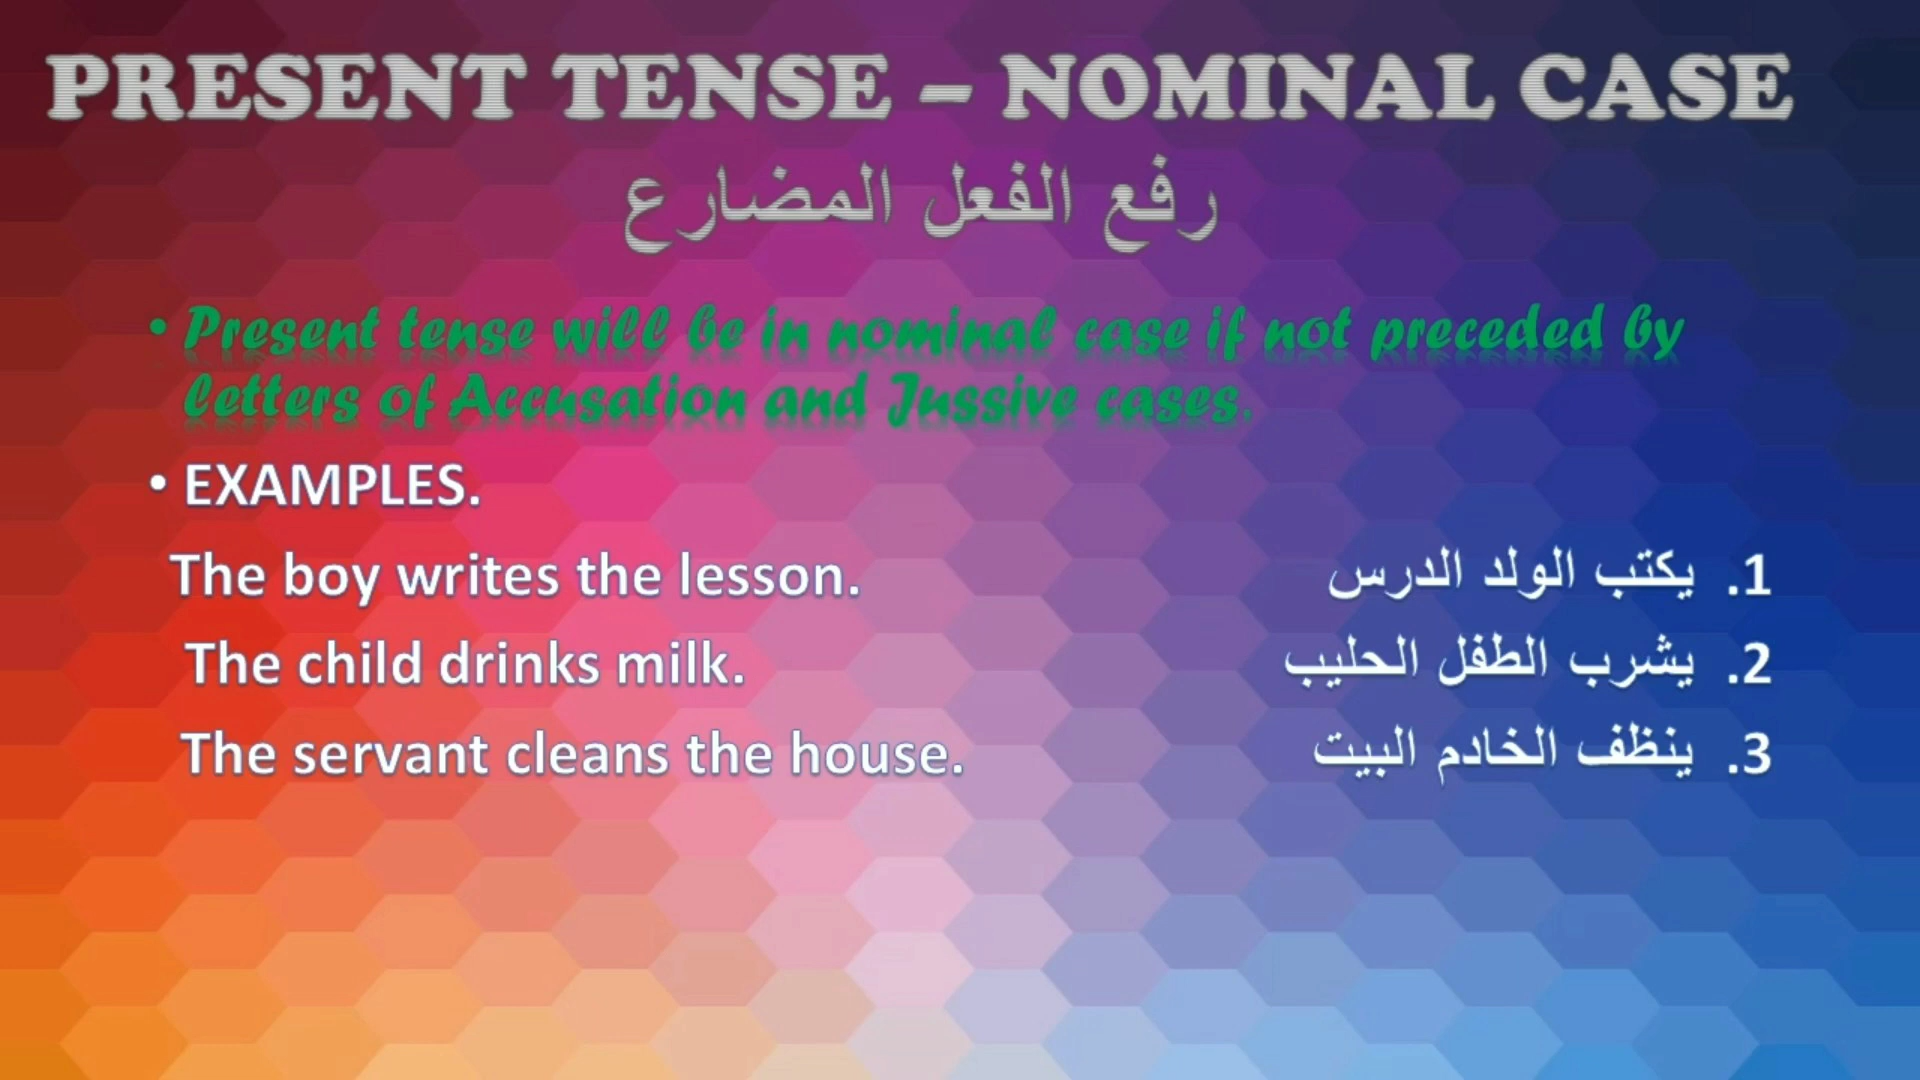 PRESENT TENSE – NOMINAL CASE
رفع الفعل المضارع
• Present tense will be in nominal case if not preceded by
letters of Accusation and Jussive cases.
• EXAMPLES.
The boy writes the lesson. 1. يكتب الولد الدرس
The child drinks milk. 2. يشرب الطفل الحليب
The servant cleans the house. 3. ينظف الخادم البيت